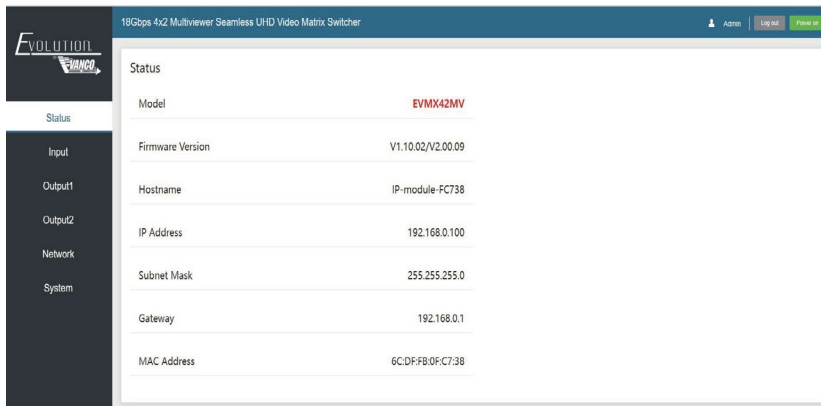 EVOLUTION
BY VANCO
18Gbps 4x2 Multiviewer Seamless UHD Video Matrix Switcher
Admin
Log out
Power on
Status
Input
Output1
Output2
Network
System
Status
Model EVMX42MV
Firmware Version V1.10.02/V2.00.09
Hostname IP-module-FC738
IP Address 192.168.0.100
Subnet Mask 255.255.255.0
Gateway 192.168.0.1
MAC Address 6C:DF:FB:0F:C7:38